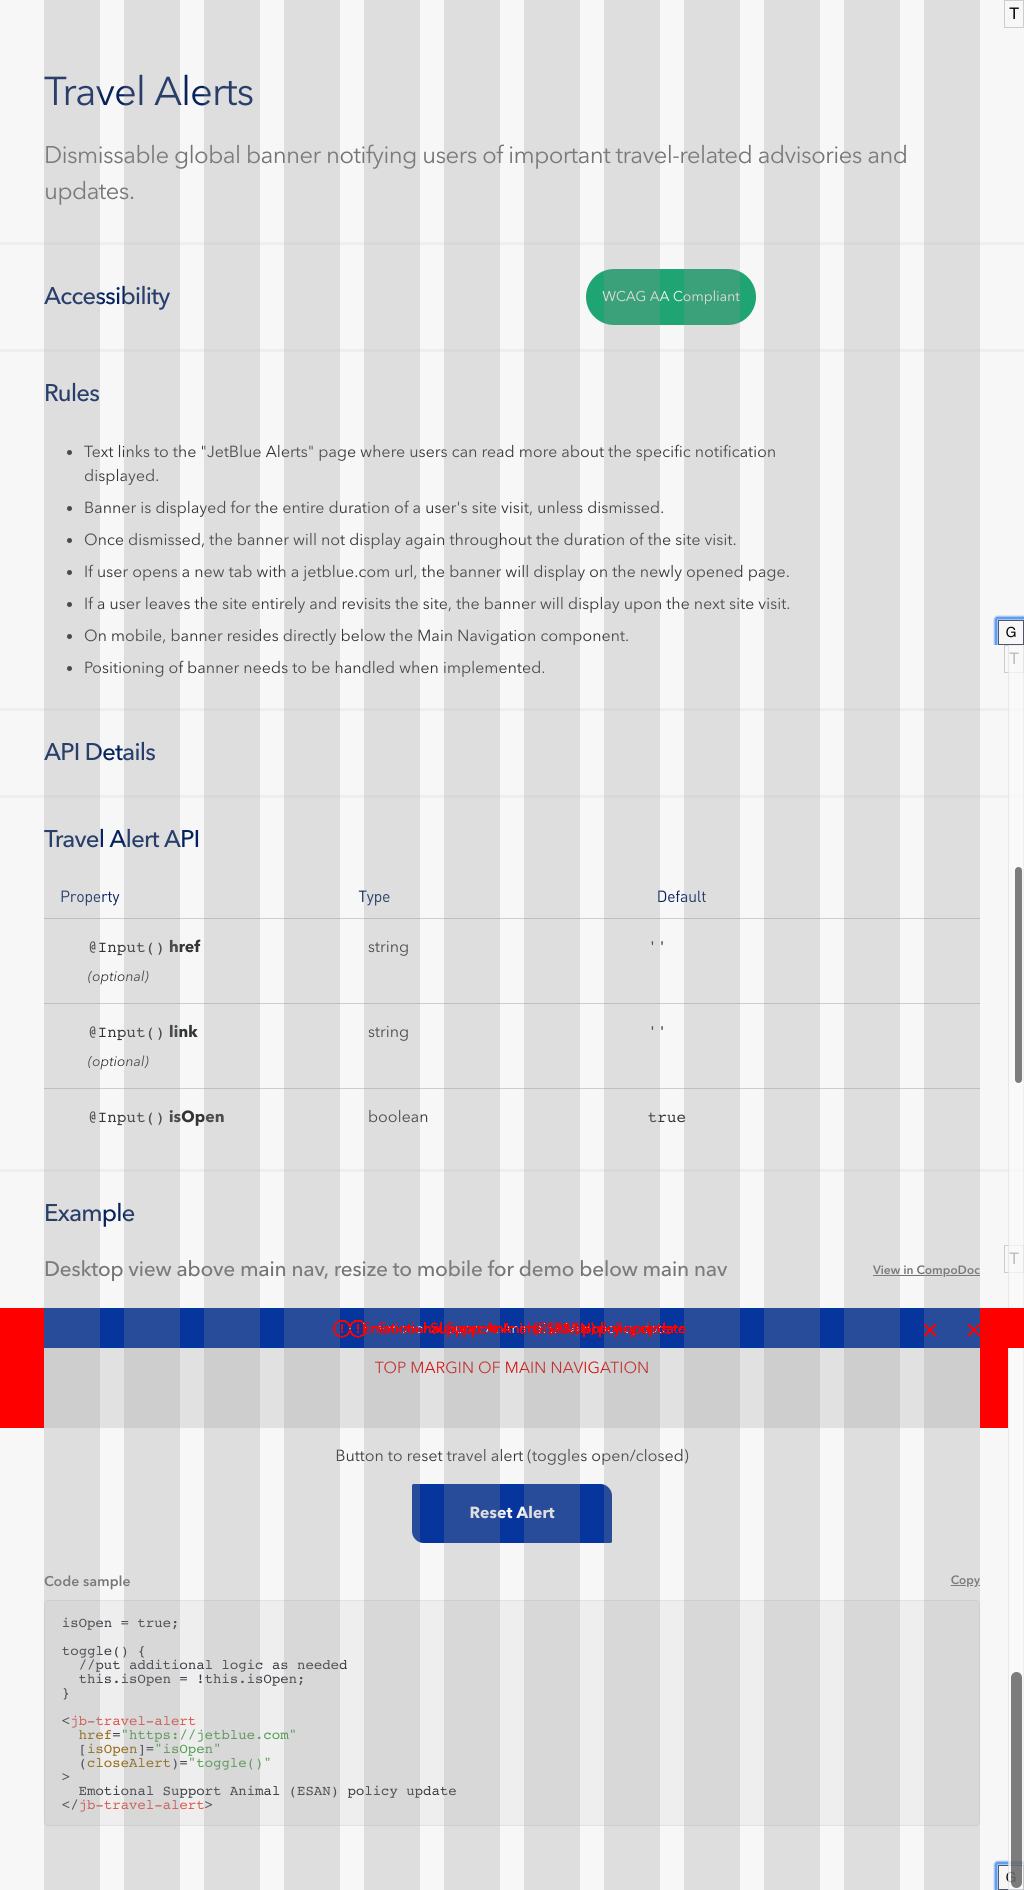 T
Travel Alerts
Dismissable global banner notifying users of important travel-related advisories and
updates.
Accessibility
WCAG AA Compliant
Rules
• Text links to the "JetBlue Alerts" page where users can read more about the specific notification
displayed.
• Banner is displayed for the entire duration of a user's site visit, unless dismissed.
• Once dismissed, the banner will not display again throughout the duration of the site visit.
• If user opens a new tab with a jetblue.com url, the banner will display on the newly opened page.
• If a user leaves the site entirely and revisits the site, the banner will display upon the next site visit.
G
• On mobile, banner resides directly below the Main Navigation component.
T
• Positioning of banner needs to be handled when implemented.
API Details
Travel Alert API
Property Type Default
@Input() href string ''
(optional)
@Input() link string ''
(optional)
@Input() isOpen boolean true
Example
T
Desktop view above main nav, resize to mobile for demo below main nav View in CompoDoc
TOP MARGIN OF MAIN NAVIGATION
Button to reset travel alert (toggles open/closed)
Reset Alert
Code sample Copy
isOpen = true;
toggle() {
//put additional logic as needed
this.isOpen = !this.isOpen;
}
<jb-travel-alert
href="https://jetblue.com"
[isOpen]="isOpen"
(closeAlert)="toggle()"
>
Emotional Support Animal (ESAN) policy update
</jb-travel-alert>
G